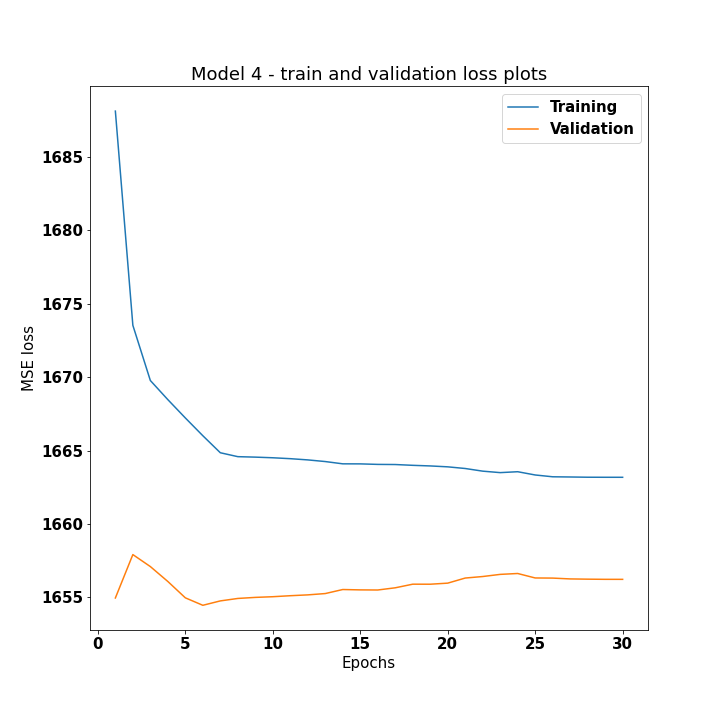 Model 4 - train and validation loss plots
Training
Validation
1685
1680
1675
1670
1665
1660
1655
MSE loss
0 5 10 15 20 25 30
Epochs